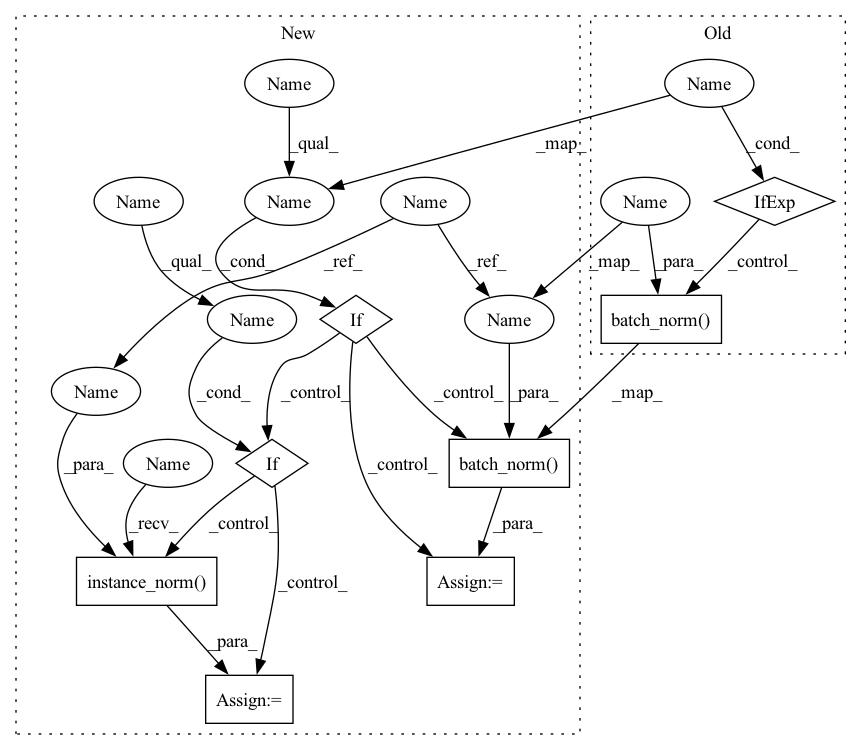 New
Old
Name
Name
_qual_
_map_
_cond_
Name
Name
Name
Name
IfExp
_qual_
_cond_
_ref_
_ref_
_map_
_para_
_control_
Name
If
Name
batch_norm()
Name
_cond_
_control_
_control_
_para_
_map_
_para_
Name
If
batch_norm()
_control_
_recv_
_control_
_para_
instance_norm()
_control_
Assign:=
_para_
Assign:=